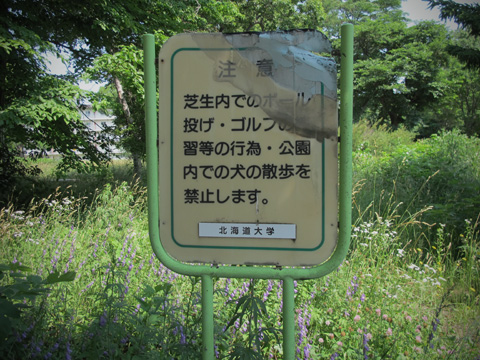 注意
芝生内でのボール
投げ・ゴルフの
習等の行為・公園
内での犬の散歩を
禁止します。
北海道大学